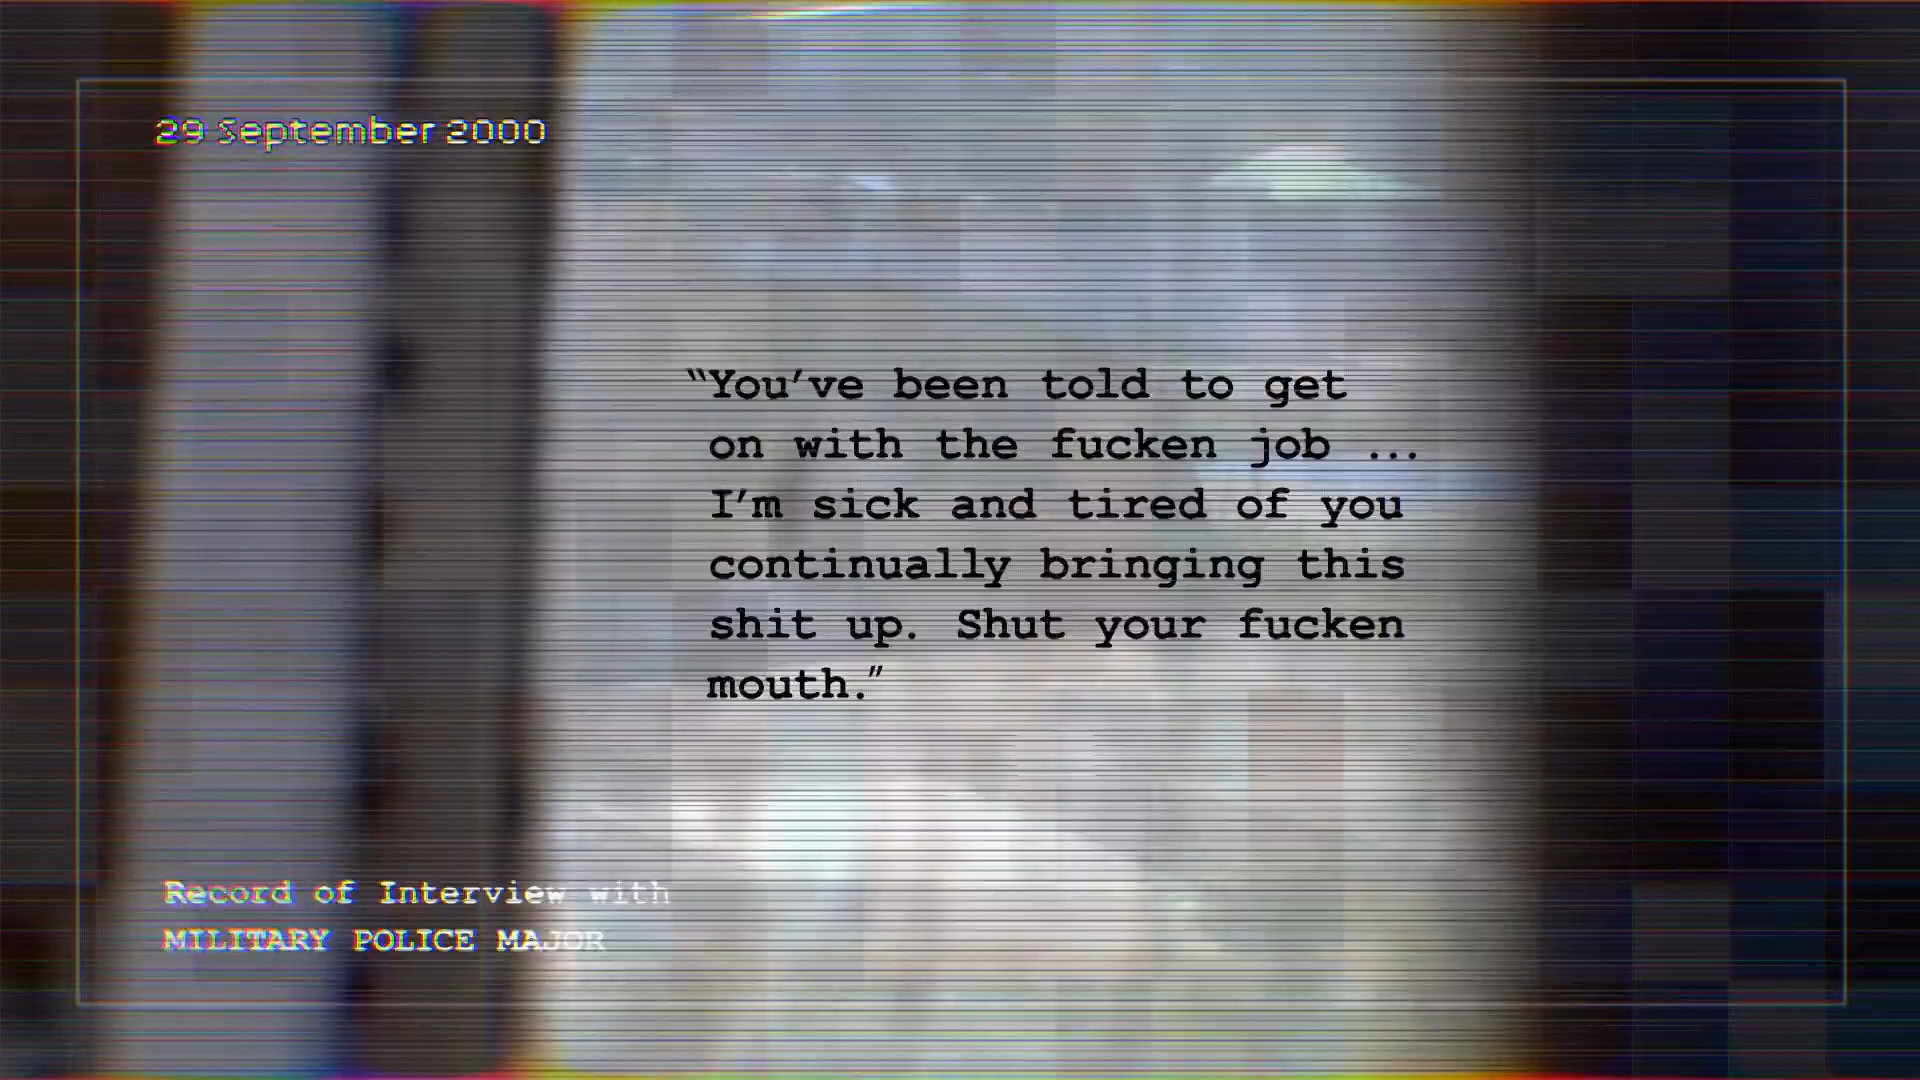 29 September 2000
“You’ve been told to get
on with the fucken job ...
I’m sick and tired of you
continually bringing this
shit up. Shut your fucken
mouth.”
Record of Interview with
MILITARY POLICE MAJOR